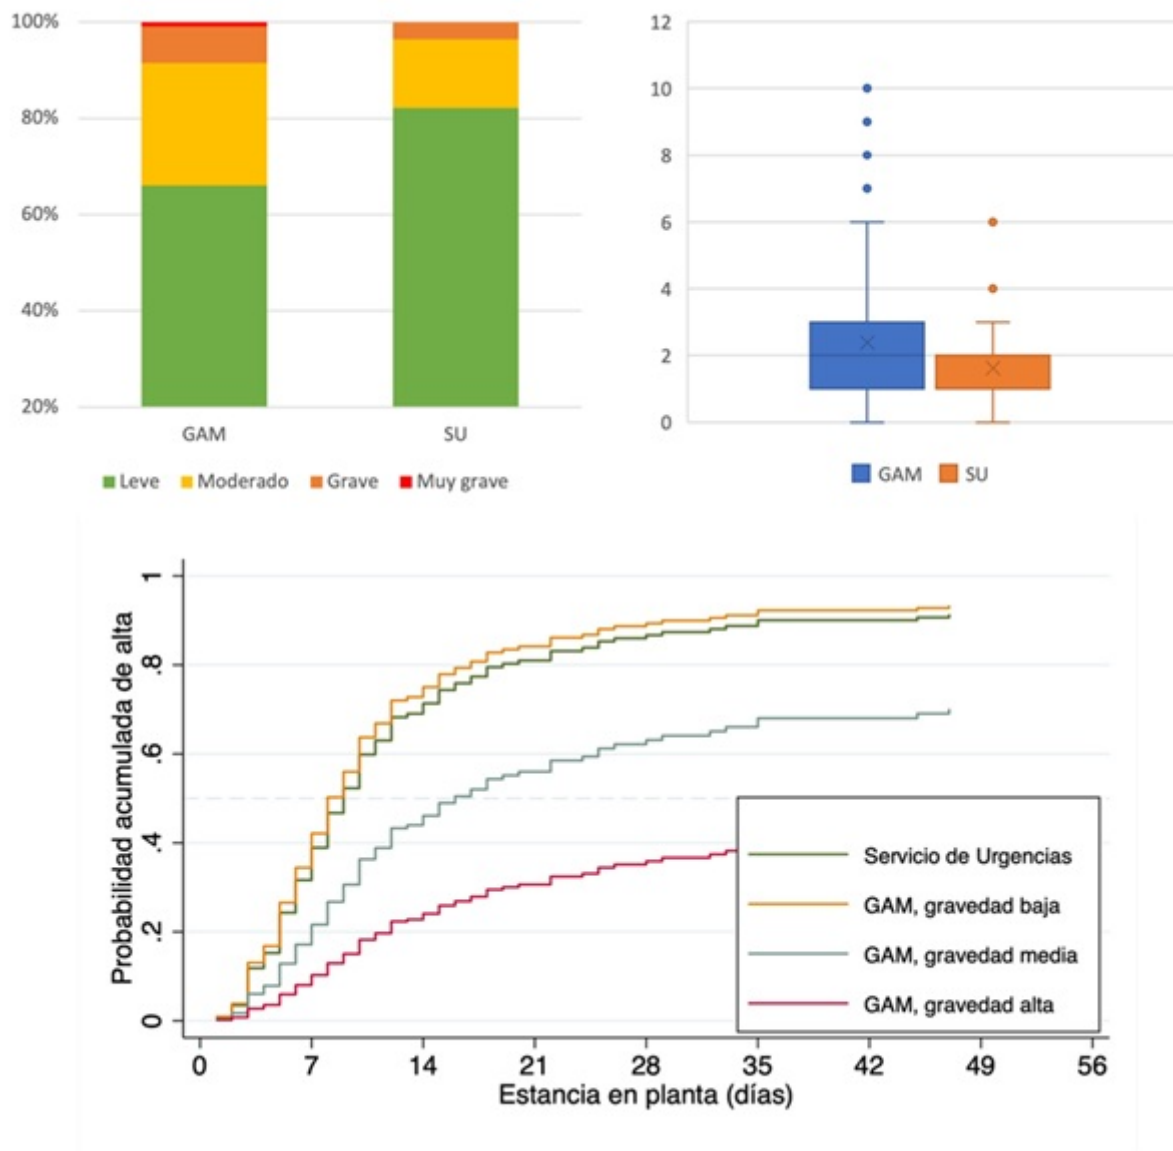 100%
80%
60%
40%
20%
GAM SU
Leve Moderado Grave Muy grave
12
10
8
6
4
2
0
GAM SU
Probabilidad acumulada de alta
1
.8
.6
.4
.2
0
Servicio de Urgencias
GAM, gravedad baja
GAM, gravedad media
GAM, gravedad alta
0 7 14 21 28 35 42 49 56
Estancia en planta (días)